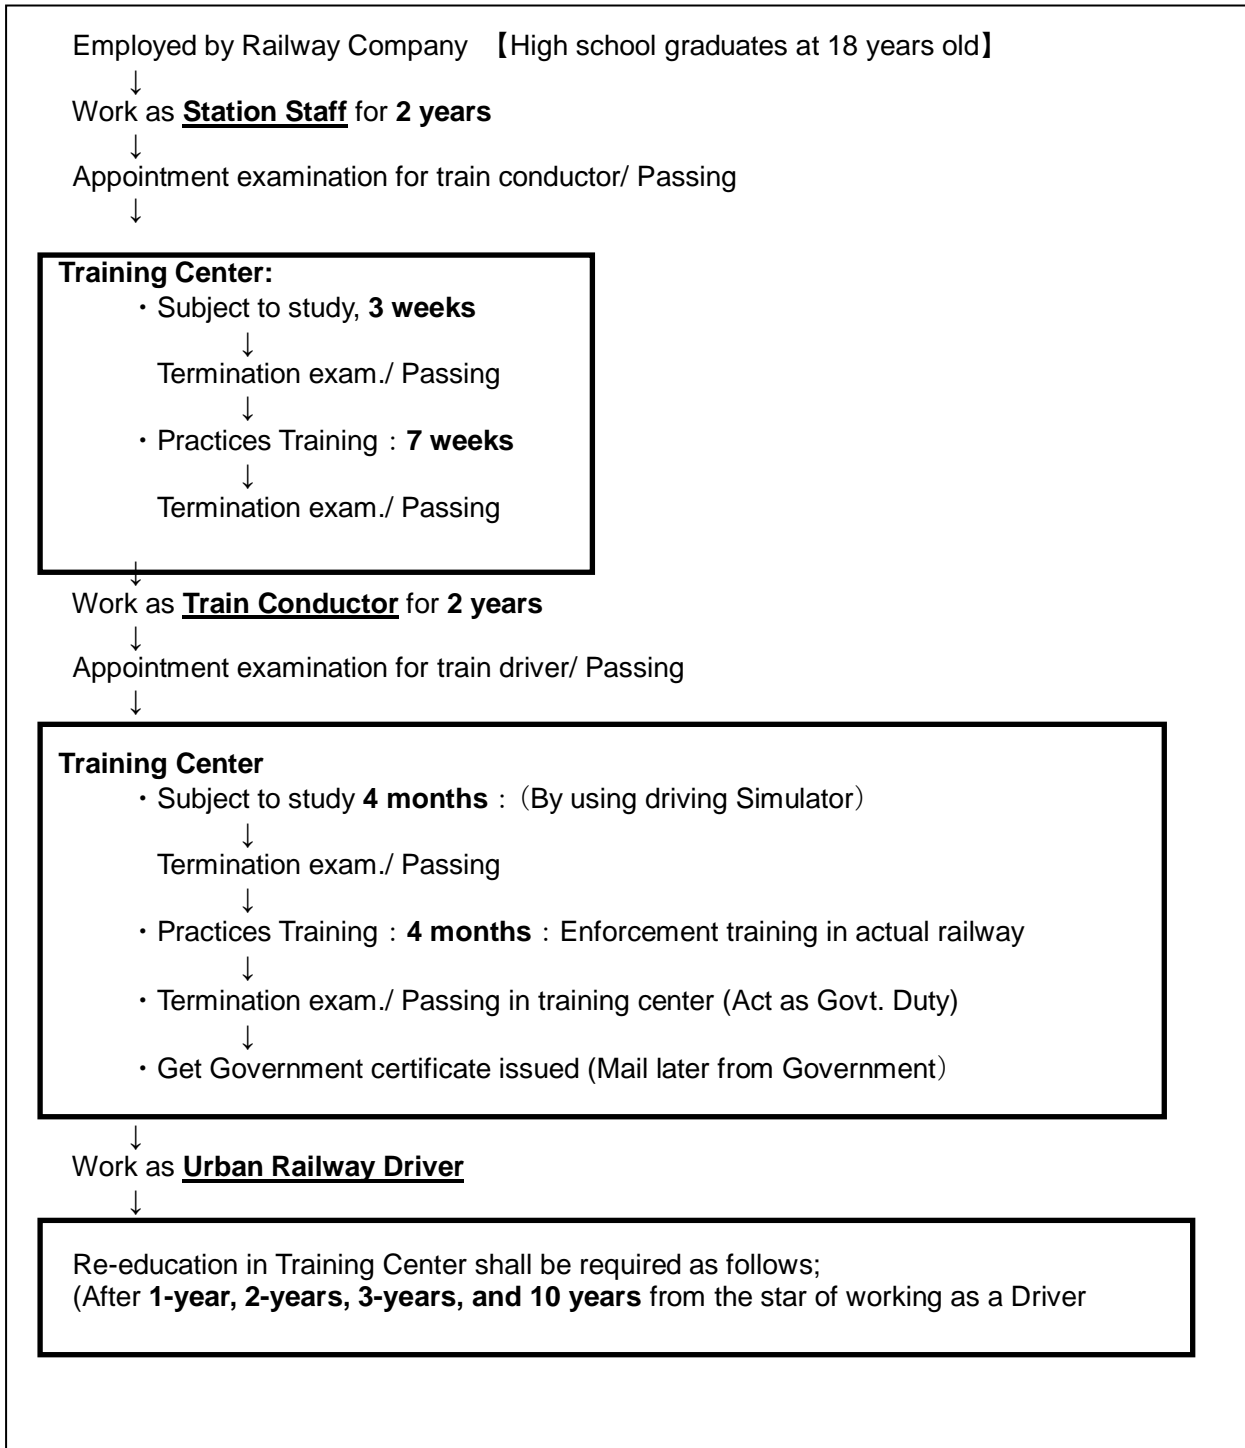 Employed by Railway Company 【High school graduates at 18 years old】
↓
Work as Station Staff for 2 years
↓
Appointment examination for train conductor/ Passing
↓
Training Center:
・Subject to study, 3 weeks
↓
Termination exam./ Passing
↓
・Practices Training：7 weeks
↓
Termination exam./ Passing
↓
Work as Train Conductor for 2 years
↓
Appointment examination for train driver/ Passing
↓
Training Center
・Subject to study 4 months：（By using driving Simulator）
↓
Termination exam./ Passing
↓
・Practices Training：4 months：Enforcement training in actual railway
↓
・Termination exam./ Passing in training center (Act as Govt. Duty)
↓
・Get Government certificate issued (Mail later from Government）
↓
Work as Urban Railway Driver
↓
Re-education in Training Center shall be required as follows;
(After 1-year, 2-years, 3-years, and 10 years from the star of working as a Driver